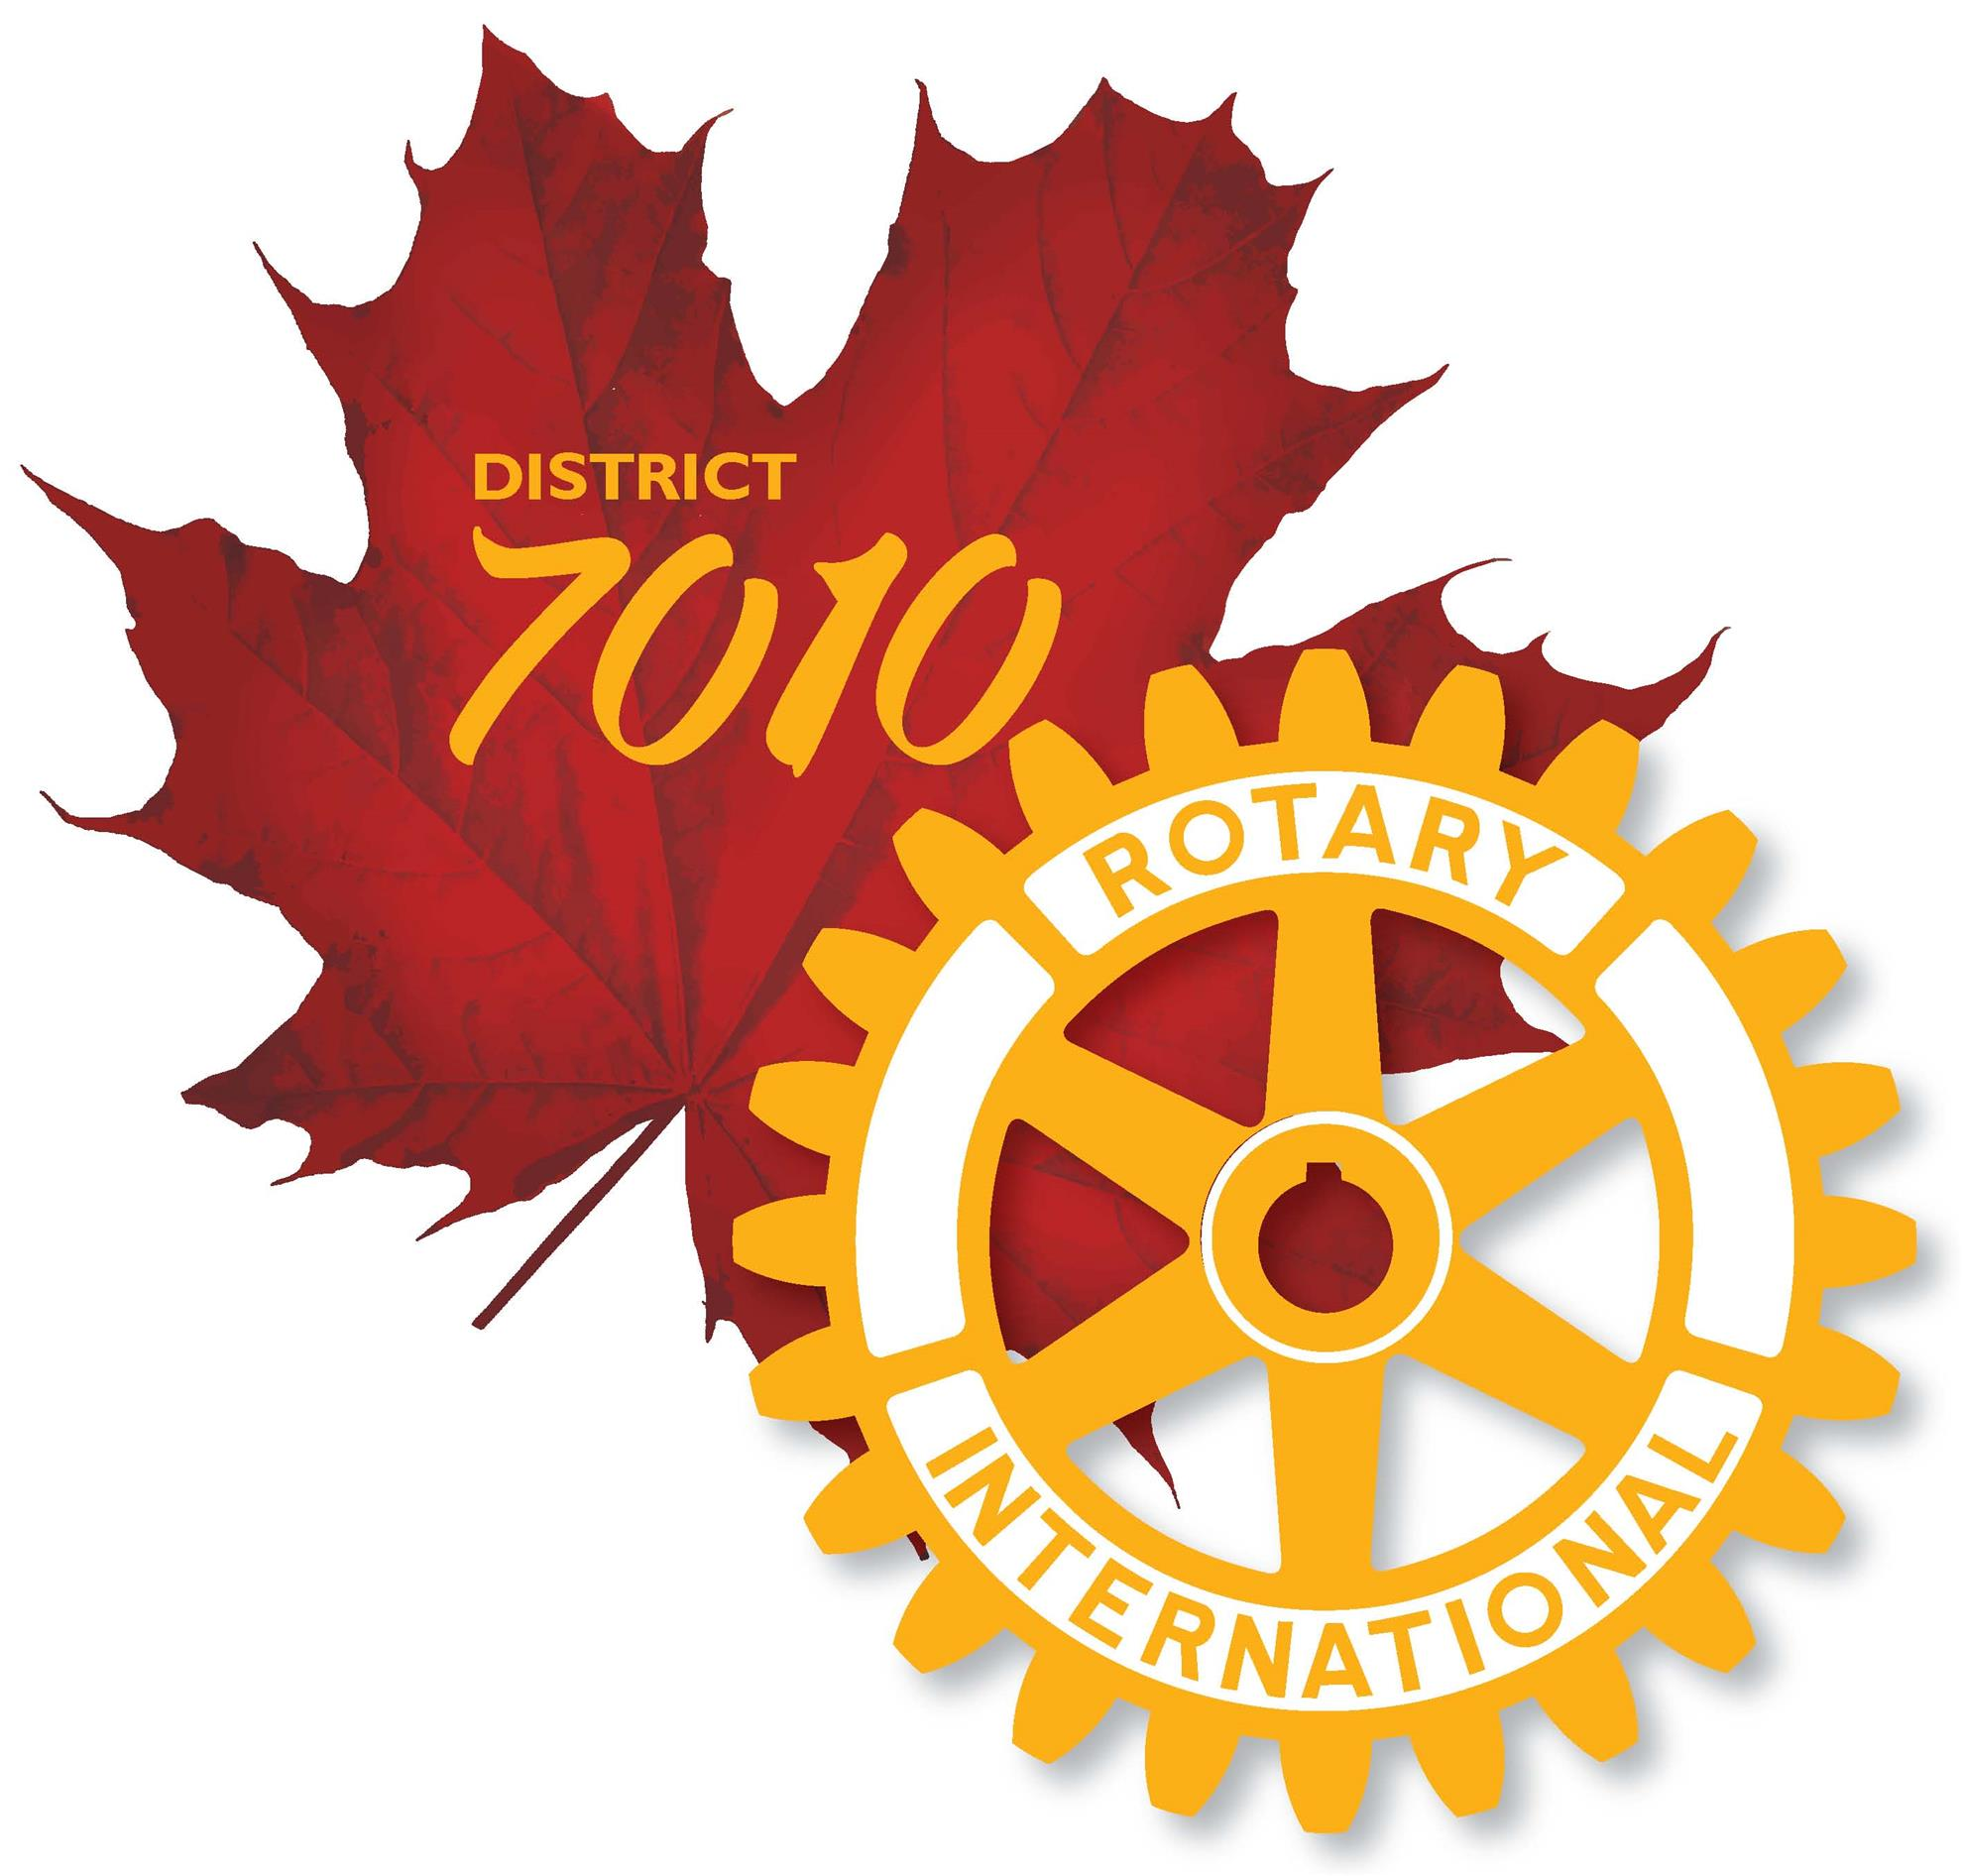 DISTRICT
7010
ROTARY
INTERNATIONAL